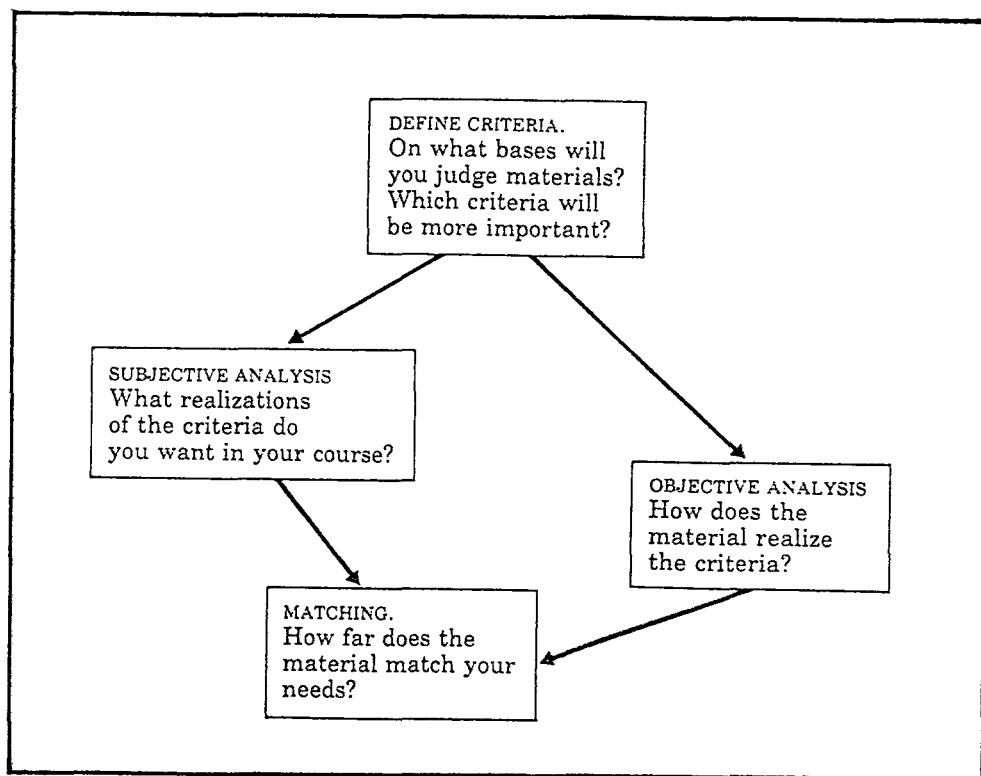 DEFINE CRITERIA.
On what bases will
you judge materials?
Which criteria will
be more important?
SUBJECTIVE ANALYSIS
What realizations
of the criteria do
you want in your course?
OBJECTIVE ANALYSIS
How does the
material realize
the criteria?
MATCHING.
How far does the
material match your
needs?